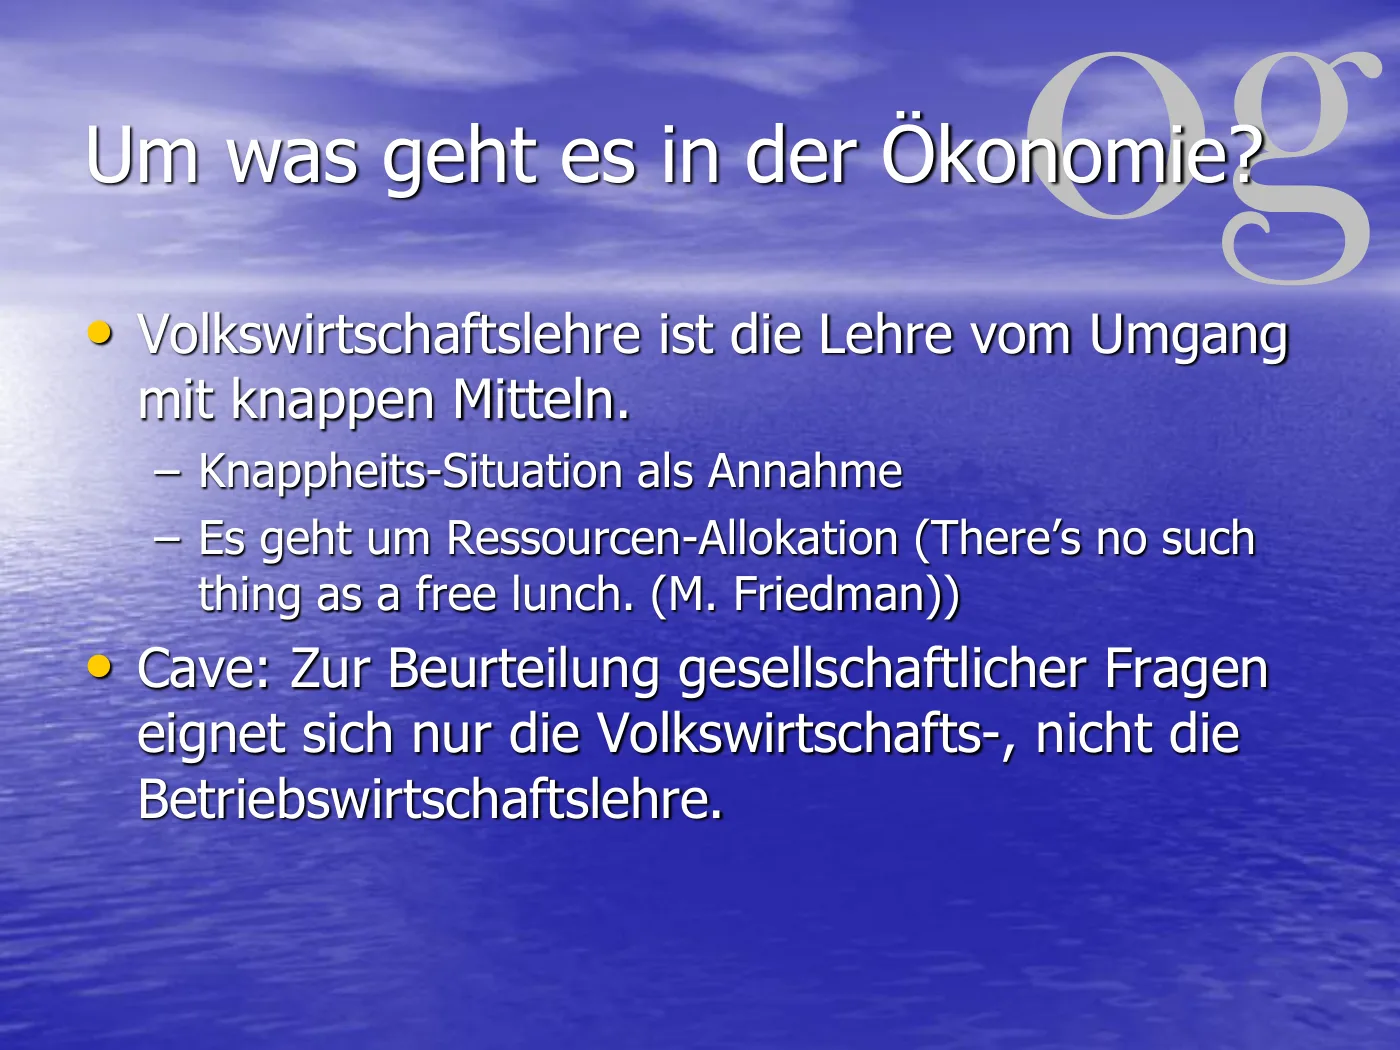 og
Um was geht es in der Ökonomie?
• Volkswirtschaftslehre ist die Lehre vom Umgang
mit knappen Mitteln.
– Knappheits-Situation als Annahme
– Es geht um Ressourcen-Allokation (There’s no such
thing as a free lunch. (M. Friedman))
• Cave: Zur Beurteilung gesellschaftlicher Fragen
eignet sich nur die Volkswirtschafts-, nicht die
Betriebswirtschaftslehre.